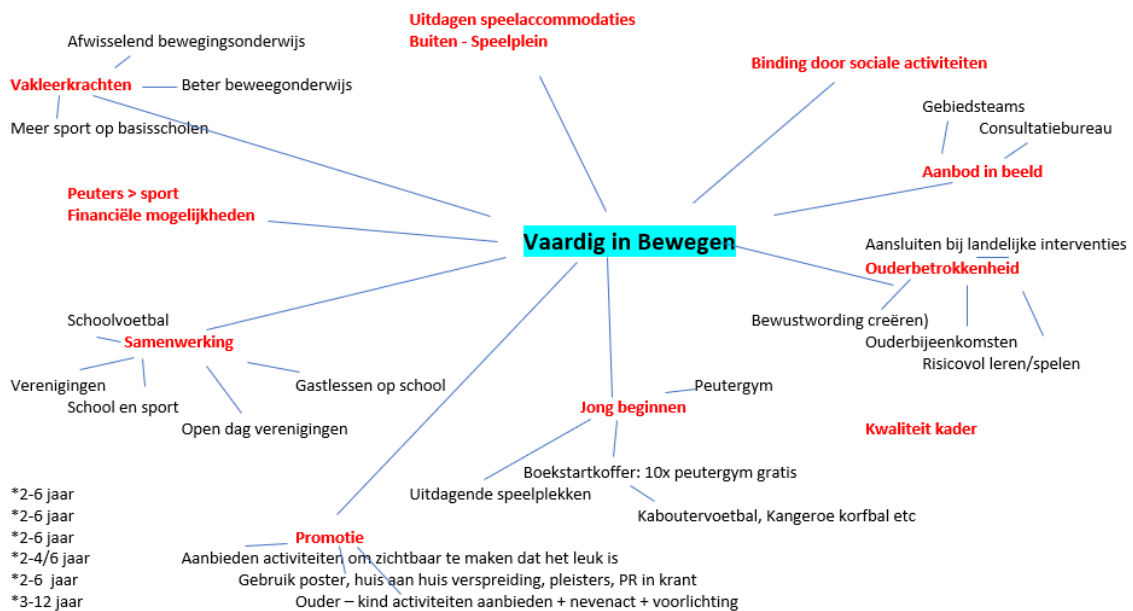 Uitdagen speelaccommodaties
Buiten - Speelplein
Afwisselend bewegingsonderwijs
Vakleerkrachten
Beter beweegonderwijs
Meer sport op basisscholen
Binding door sociale activiteiten
Gebiedsteams
Consultatiebureau
Aanbod in beeld
Peuters > sport
Financiële mogelijkheden
Vaardig in Bewegen
Aansluiten bij landelijke interventies
Ouderbetrokkenheid
Bewustwording creëren)
Ouderbijeenkomsten
Risicovol leren/spelen
Schoolvoetbal
Samenwerking
Verenigingen
School en sport
Gastlessen op school
Open dag verenigingen
Peutergym
Jong beginnen
Kwaliteit kader
Boekstartkoffer: 10x peutergym gratis
Uitdagende speelplekken
Kaboutervoetbal, Kangeroe korfbal etc
*2-6 jaar
*2-6 jaar
*2-6 jaar
*2-4/6 jaar
*2-6  jaar
*3-12 jaar
Promotie
Aanbieden activiteiten om zichtbaar te maken dat het leuk is
Gebruik poster, huis aan huis verspreiding, pleisters, PR in krant
Ouder – kind activiteiten aanbieden + nevenact + voorlichting